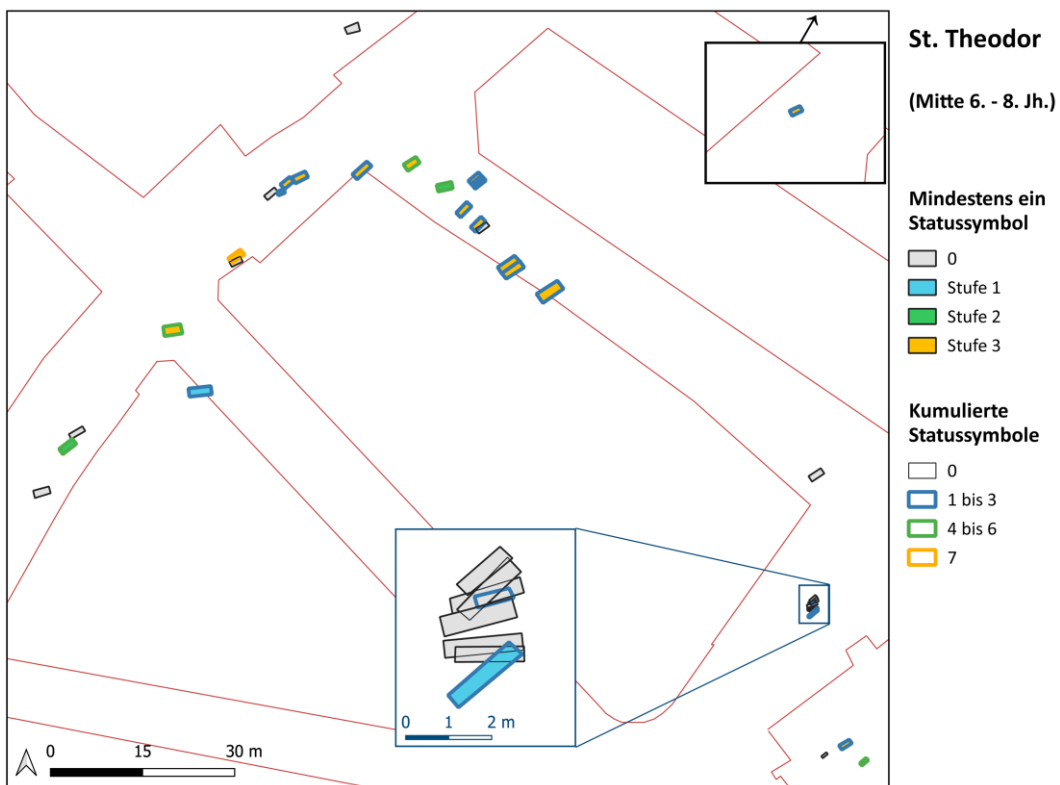 St. Theodor
(Mitte 6. - 8. Jh.)
Mindestens ein
Statussymbol
0
Stufe 1
Stufe 2
Stufe 3
Kumulierte
Statussymbole
0
1 bis 3
4 bis 6
7
0 1 2 m
0 15 30 m